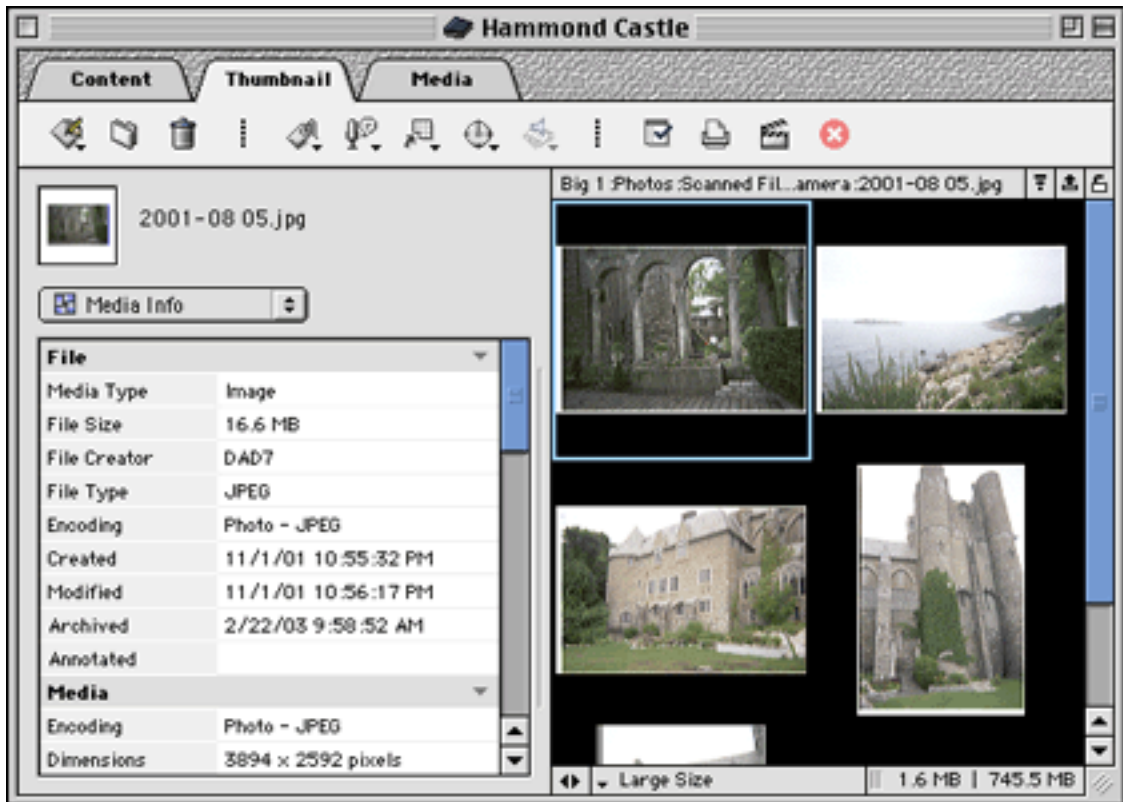 Hammond Castle
Content
Thumbnail
Media
2001-08 05.jpg
Media Info
File
Media Type Image
File Size 16.6 MB
File Creator DAD7
File Type JPEG
Encoding Photo - JPEG
Created 11/1/01 10:55:32 PM
Modified 11/1/01 10:56:17 PM
Archived 2/22/03 9:58:52 AM
Annotated
Media
Encoding Photo - JPEG
Dimensions 3894 x 2592 pixels
Big 1:Photos:Scanned Fil...amera:2001-08 05.jpg
Large Size
1.6 MB | 745.5 MB